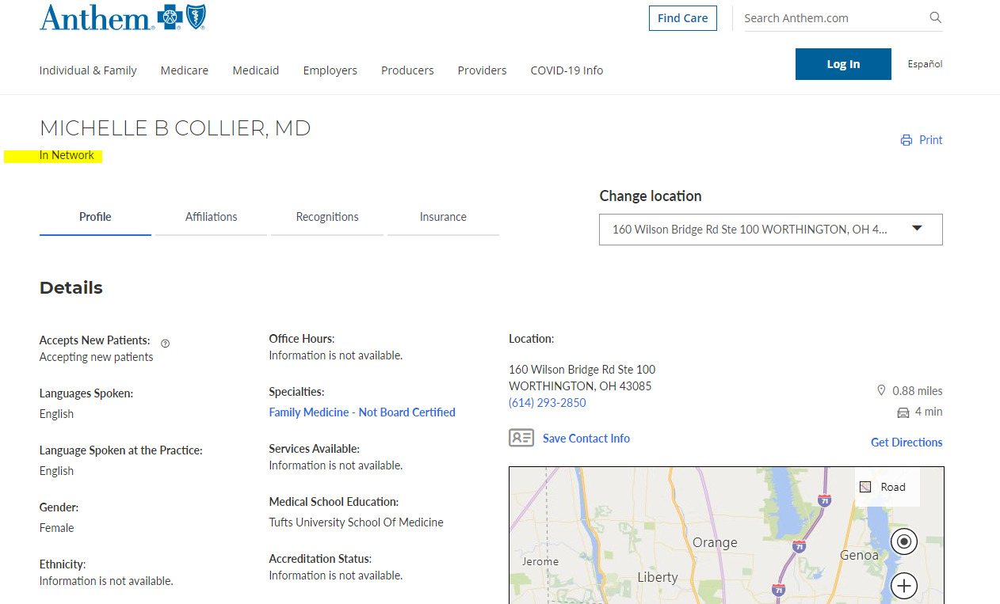 Anthem
Find Care
Search Anthem.com
Individual & Family
Medicare
Medicaid
Employers
Producers
Providers
COVID-19 Info
Log In
Español
MICHELLE B COLLIER, MD
In Network
Print
Profile
Affiliations
Recognitions
Insurance
Change location
160 Wilson Bridge Rd Ste 100 WORTHINGTON, OH 4...
Details
Accepts New Patients:
Accepting new patients
Languages Spoken:
English
Language Spoken at the Practice:
English
Gender:
Female
Ethnicity:
Information is not available.
Office Hours:
Information is not available.
Specialties:
Family Medicine - Not Board Certified
Services Available:
Information is not available.
Medical School Education:
Tufts University School Of Medicine
Accreditation Status:
Information is not available.
Location:
160 Wilson Bridge Rd Ste 100
WORTHINGTON, OH 43085
(614) 293-2850
0.88 miles
4 min
Save Contact Info
Get Directions
Road
71
71
Orange
Genoa
Jerome
Liberty
71